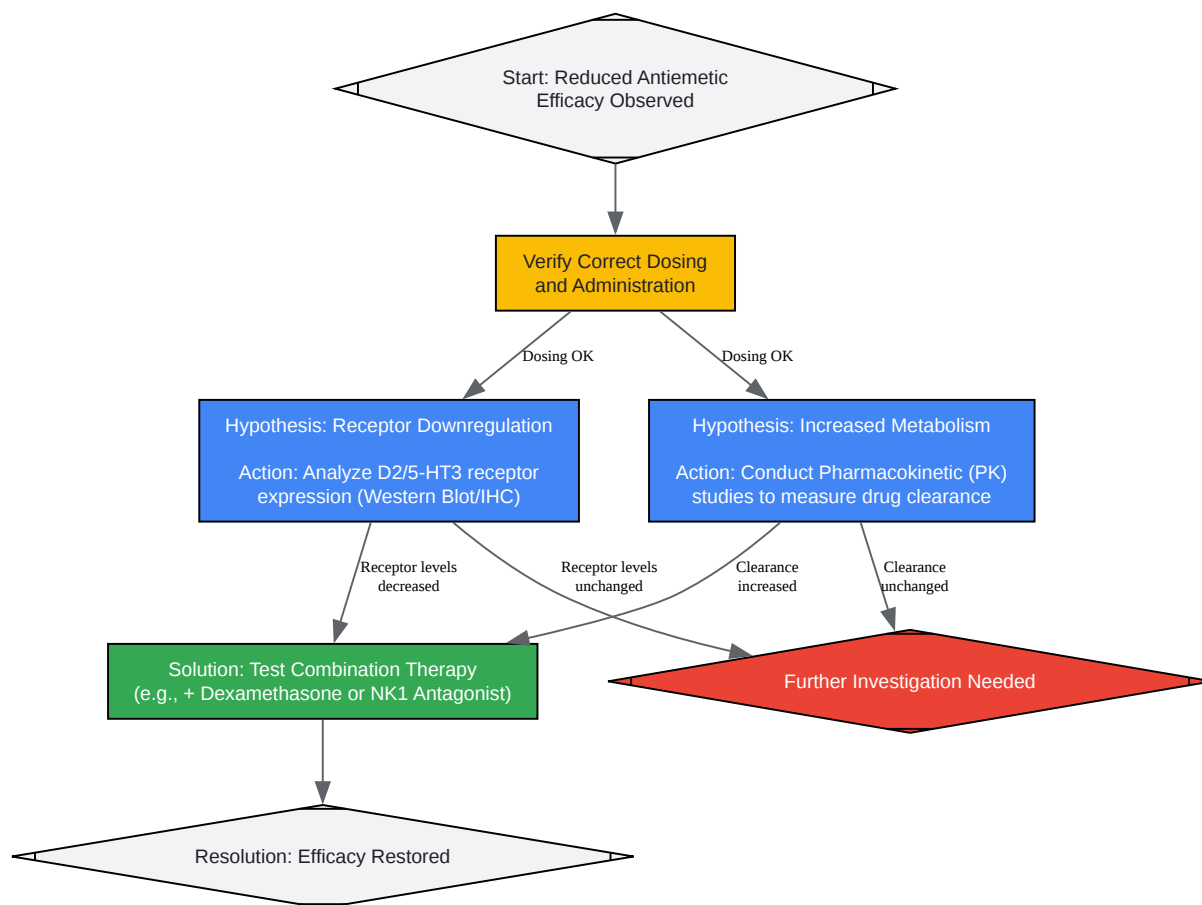 Start: Reduced Antiemetic
Efficacy Observed
Verify Correct Dosing
and Administration
Dosing OK
Dosing OK
Hypothesis: Receptor Downregulation
Action: Analyze D2/5-HT3 receptor
expression (Western Blot/IHC)
Hypothesis: Increased Metabolism
Action: Conduct Pharmacokinetic (PK)
studies to measure drug clearance
Receptor levels
decreased
Receptor levels
unchanged
Clearance
increased
Clearance
unchanged
Solution: Test Combination Therapy
(e.g., + Dexamethasone or NK1 Antagonist)
Further Investigation Needed
Resolution: Efficacy Restored